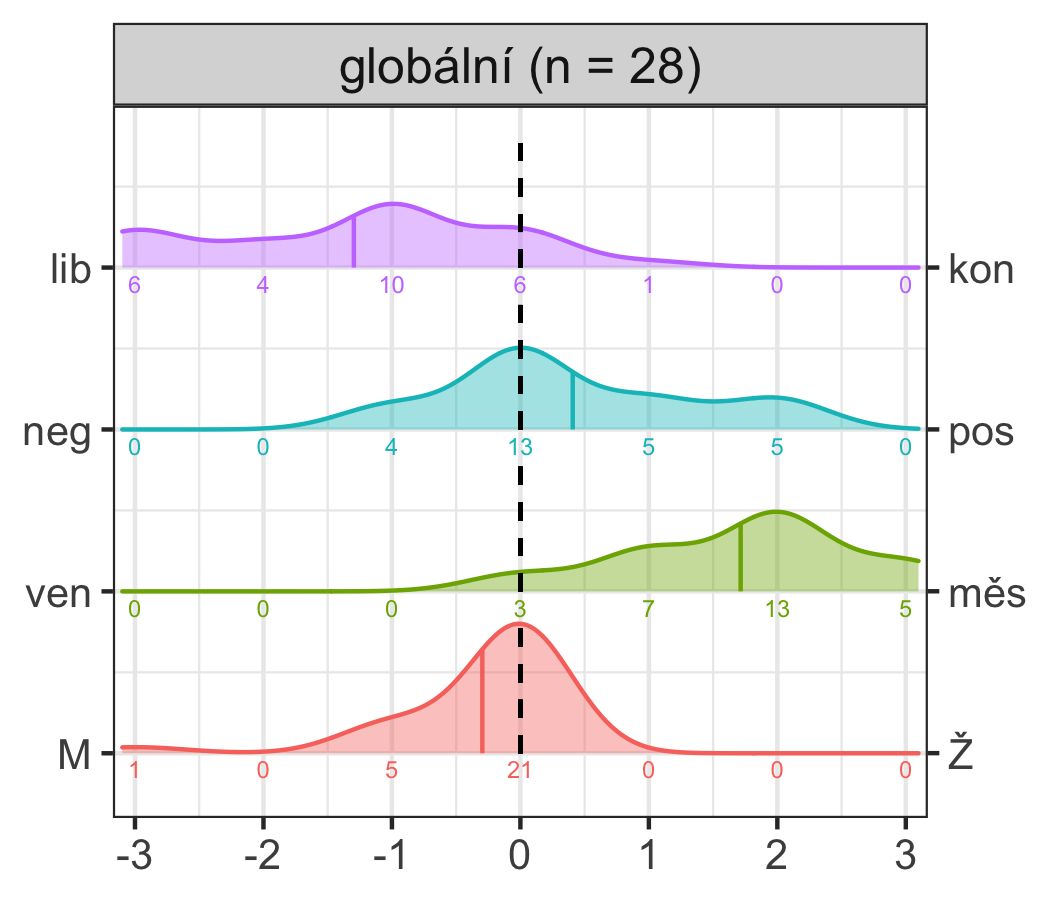 globální (n = 28)
lib kon
6 4 10 6 1 0 0
neg pos
0 0 4 13 5 5 0
ven měs
0 0 0 3 7 13 5
M Ž
1 0 5 21 0 0 0
-3 -2 -1 0 1 2 3